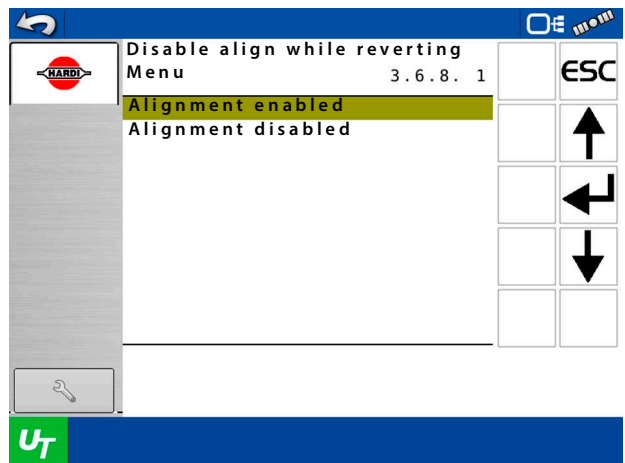 Disable align while reverting
Menu 3.6.8. 1
HARDI
ESC
Alignment enabled
Alignment disabled
UT